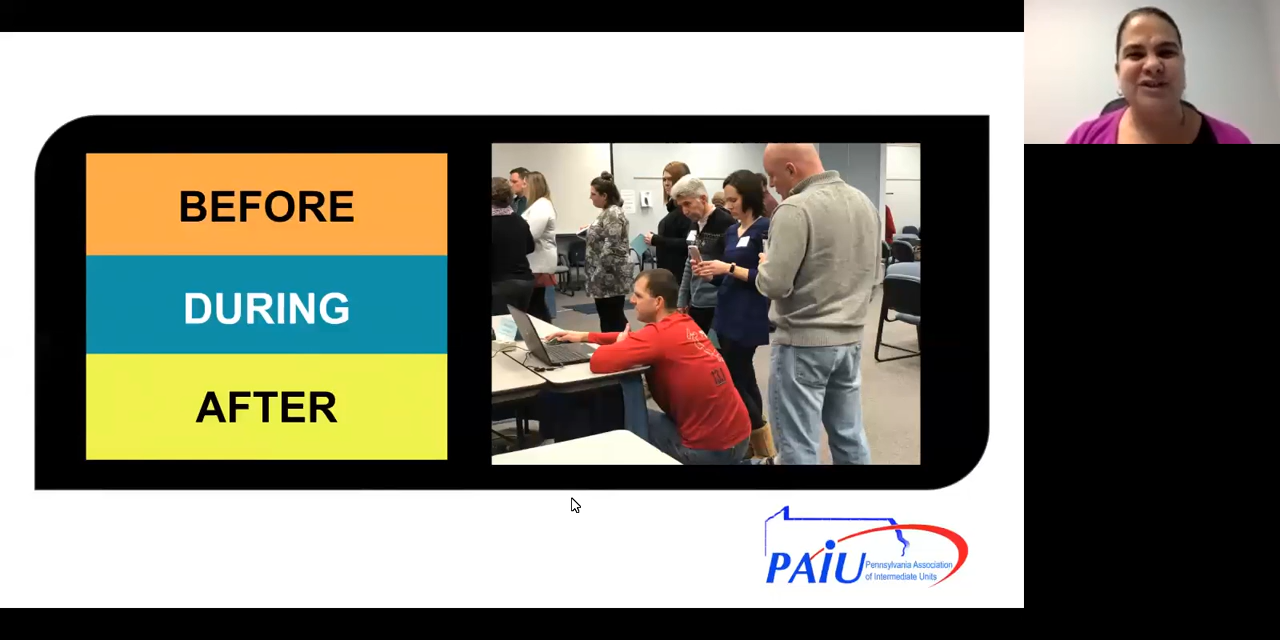 BEFORE
DURING
AFTER
PAIU
Pennsylvania Association
of Intermediate Units